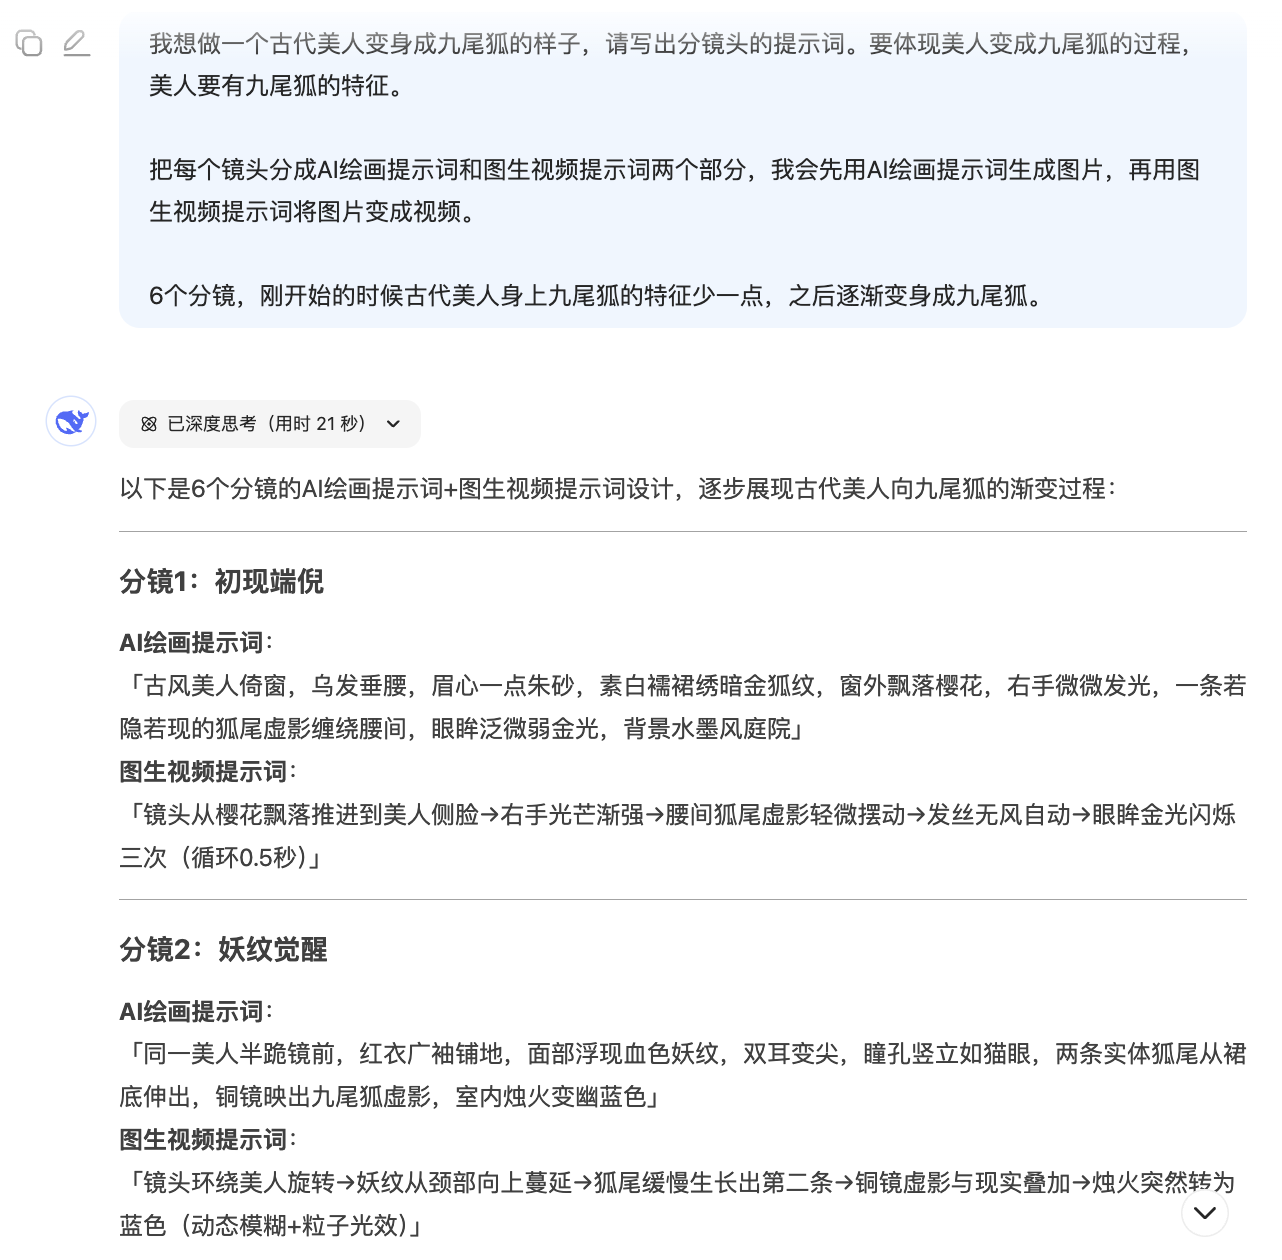 我想做一个古代美人变身成九尾狐的样子，请写出分镜头的提示词。要体现美人变成九尾狐的过程，
美人要有九尾狐的特征。
把每个镜头分成AI绘画提示词和图生视频提示词两个部分，我会先用AI绘画提示词生成图片，再用图
生视频提示词将图片变成视频。
6个分镜，刚开始的时候古代美人身上九尾狐的特征少一点，之后逐渐变身成九尾狐。
已深度思考（用时 21 秒）
以下是6个分镜的AI绘画提示词+图生视频提示词设计，逐步展现古代美人向九尾狐的渐变过程：
分镜1：初现端倪
AI绘画提示词：
「古风美人倚窗，乌发垂腰，眉心一点朱砂，素白襦裙绣暗金狐纹，窗外飘落樱花，右手微微发光，一条若
隐若现的狐尾虚影缠绕腰间，眼眸泛微弱金光，背景水墨风庭院」
图生视频提示词：
「镜头从樱花飘落推进到美人侧脸→右手光芒渐强→腰间狐尾虚影轻微摆动→发丝无风自动→眼眸金光闪烁
三次（循环0.5秒）」
分镜2：妖纹觉醒
AI绘画提示词：
「同一美人半跪镜前，红衣广袖铺地，面部浮现血色妖纹，双耳变尖，瞳孔竖立如猫眼，两条实体狐尾从裙
底伸出，铜镜映出九尾狐虚影，室内烛火变幽蓝色」
图生视频提示词：
「镜头环绕美人旋转→妖纹从颈部向上蔓延→狐尾缓慢生长出第二条→铜镜虚影与现实叠加→烛火突然转为
蓝色（动态模糊+粒子光效）」